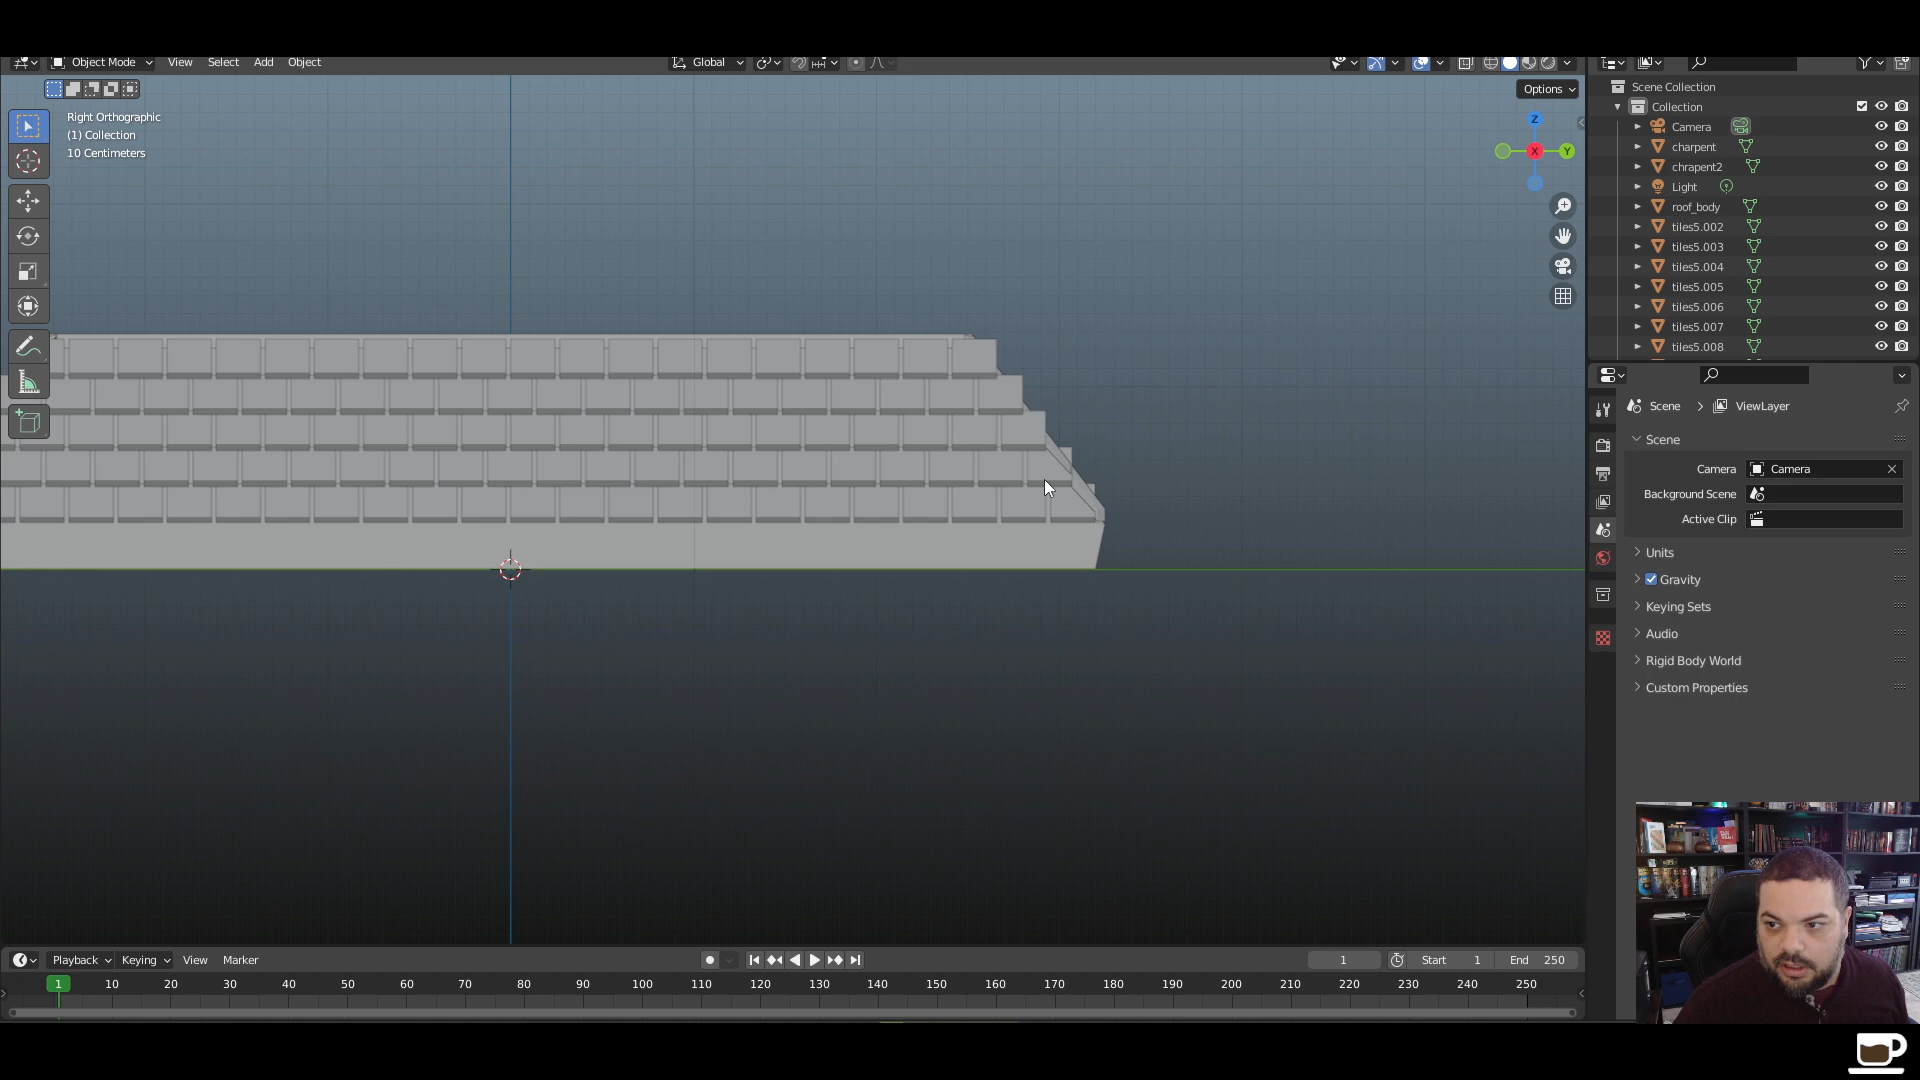 Object Mode View Select Add Object Global
Options
Right Orthographic
(1) Collection
10 Centimeters
Z
X
Y
Scene Collection
Collection
Camera
charpent
chrapent2
Light
roof_body
tiles5.002
tiles5.003
tiles5.004
tiles5.005
tiles5.006
tiles5.007
tiles5.008
Scene > ViewLayer
Scene
Camera Camera
Background Scene
Active Clip
Units
Gravity
Keying Sets
Audio
Rigid Body World
Custom Properties
Playback Keying View Marker 1 Start 1 End 250
1 10 20 30 40 50 60 70 80 90 100 110 120 130 140 150 160 170 180 190 200 210 220 230 240 250